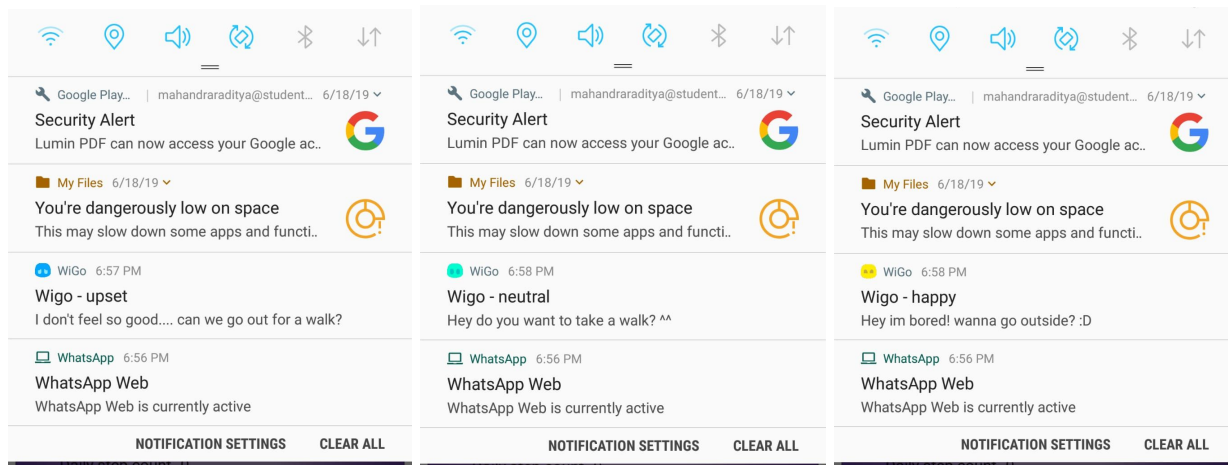 Google Play... | mahandraraditya@student... 6/18/19
Security Alert
Lumin PDF can now access your Google ac..
My Files 6/18/19
You're dangerously low on space
This may slow down some apps and functi..
WiGo 6:57 PM
Wigo - upset
I don't feel so good.... can we go out for a walk?
WhatsApp 6:56 PM
WhatsApp Web
WhatsApp Web is currently active
NOTIFICATION SETTINGS CLEAR ALL
Google Play... | mahandraraditya@student... 6/18/19
Security Alert
Lumin PDF can now access your Google ac..
My Files 6/18/19
You're dangerously low on space
This may slow down some apps and functi..
WiGo 6:58 PM
Wigo - neutral
Hey do you want to take a walk? ^^
WhatsApp 6:56 PM
WhatsApp Web
WhatsApp Web is currently active
NOTIFICATION SETTINGS CLEAR ALL
Google Play... | mahandraraditya@student... 6/18/19
Security Alert
Lumin PDF can now access your Google ac..
My Files 6/18/19
You're dangerously low on space
This may slow down some apps and functi..
WiGo 6:58 PM
Wigo - happy
Hey im bored! wanna go outside? :D
WhatsApp 6:56 PM
WhatsApp Web
WhatsApp Web is currently active
NOTIFICATION SETTINGS CLEAR ALL